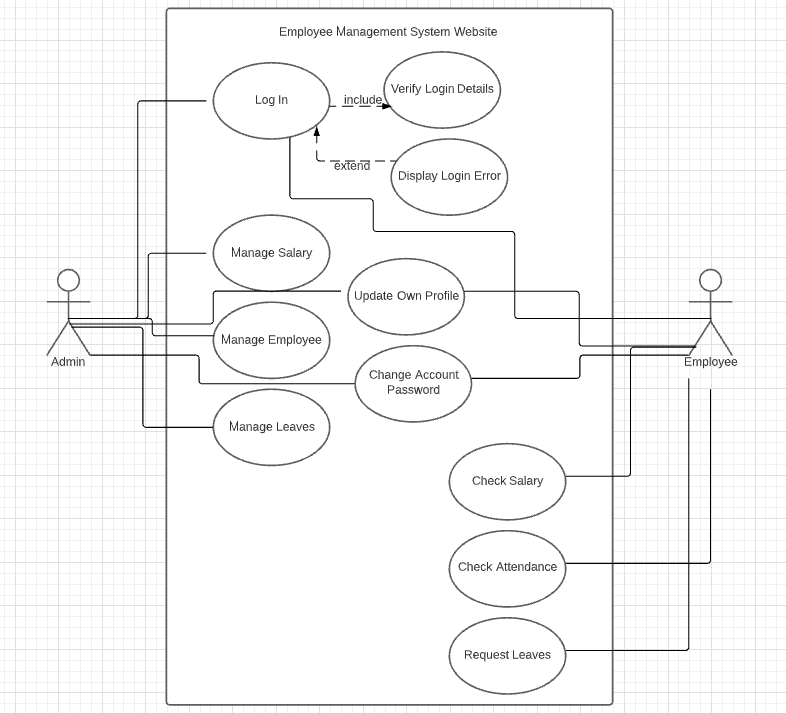 Employee Management System Website
Log In
include
Verify Login Details
extend
Display Login Error
Manage Salary
Update Own Profile
Manage Employee
Admin
Employee
Change Account
Password
Manage Leaves
Check Salary
Check Attendance
Request Leaves